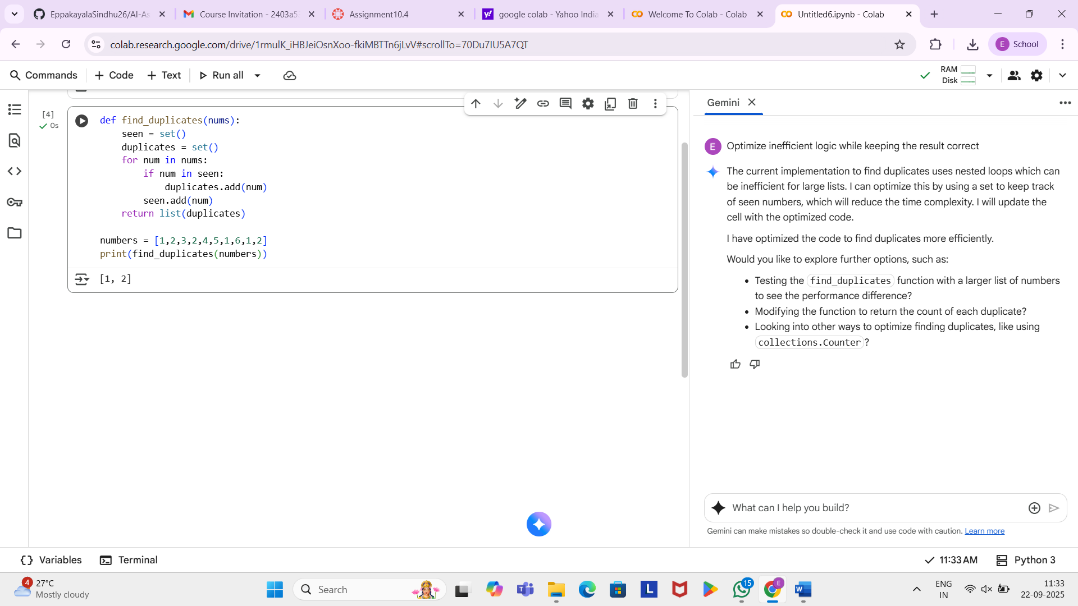 EppakayalaSindhu26/AI-As
Course Invitation - 2403a5
Assignment10.4
google colab - Yahoo India
Welcome To Colab - Colab
Untitled6.ipynb - Colab
colab.research.google.com/drive/1rmulK_iHBJeiOsnXoo-fkiMBTTn6jLvV#scrollTo=70Du7IU5A7QT
E School
Commands + Code + Text Run all
RAM
Disk
[4]
0s
def find_duplicates(nums):
    seen = set()
    duplicates = set()
    for num in nums:
        if num in seen:
            duplicates.add(num)
        seen.add(num)
    return list(duplicates)
numbers = [1,2,3,2,4,5,1,6,1,2]
print(find_duplicates(numbers))
[1, 2]
Gemini
E Optimize inefficient logic while keeping the result correct
The current implementation to find duplicates uses nested loops which can
be inefficient for large lists. I can optimize this by using a set to keep track
of seen numbers, which will reduce the time complexity. I will update the
cell with the optimized code.
I have optimized the code to find duplicates more efficiently.
Would you like to explore further options, such as:
• Testing the find_duplicates function with a larger list of numbers
to see the performance difference?
• Modifying the function to return the count of each duplicate?
• Looking into other ways to optimize finding duplicates, like using
collections.Counter ?
What can I help you build?
Gemini can make mistakes so double-check it and use code with caution. Learn more
{} Variables Terminal
11:33 AM Python 3
4
27°C
Mostly cloudy
Search
L
15
E
ENG
IN
11:33
22-09-2025